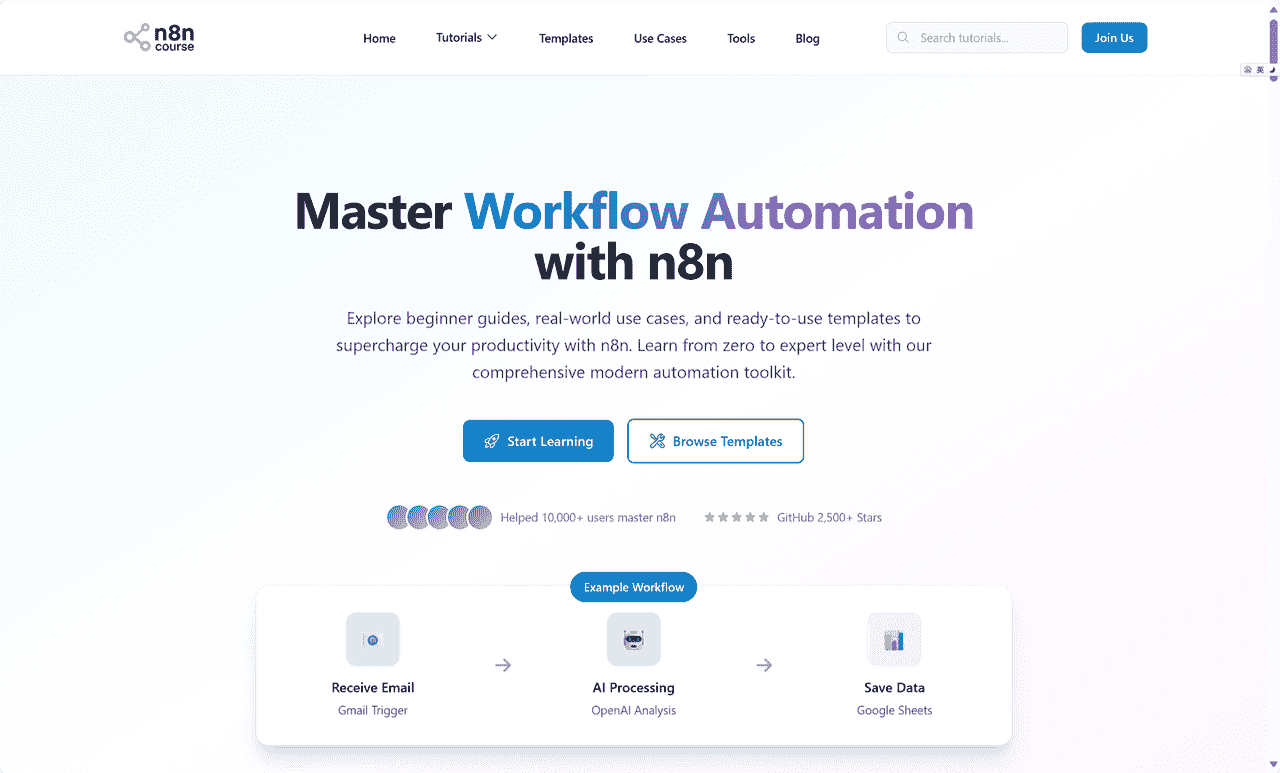 n8n
course
Home
Tutorials
Templates
Use Cases
Tools
Blog
Search tutorials...
Join Us
英
Master Workflow Automation
with n8n
Explore beginner guides, real-world use cases, and ready-to-use templates to
supercharge your productivity with n8n. Learn from zero to expert level with our
comprehensive modern automation toolkit.
Start Learning
Browse Templates
Helped 10,000+ users master n8n
GitHub 2,500+ Stars
Example Workflow
Receive Email
Gmail Trigger
AI Processing
OpenAI Analysis
Save Data
Google Sheets